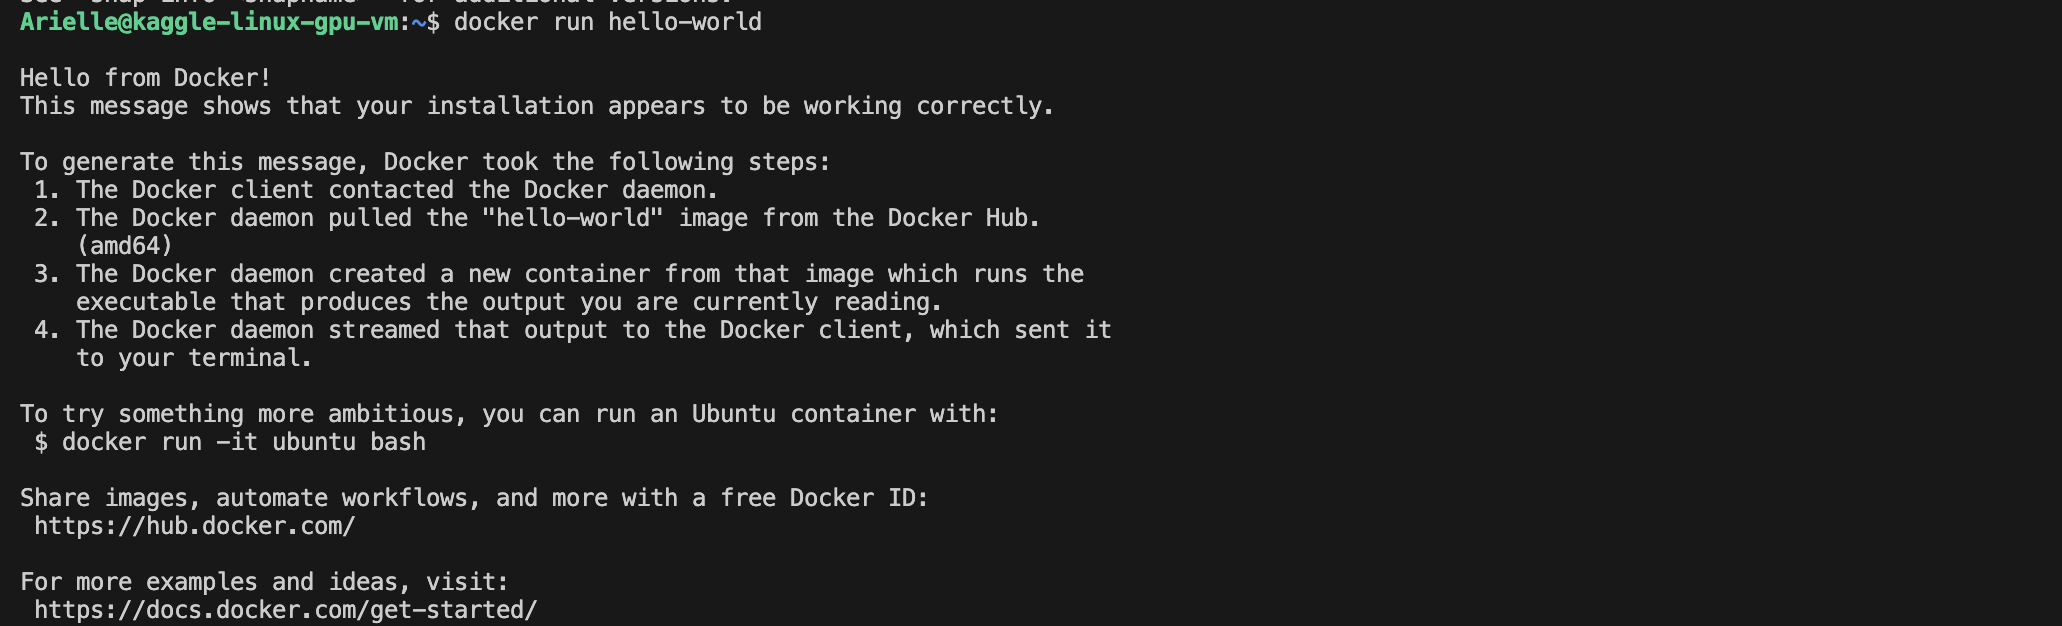 See 'snap info <snapname>' for additional versions.
Arielle@kaggle-linux-gpu-vm:~$ docker run hello-world
Hello from Docker!
This message shows that your installation appears to be working correctly.
To generate this message, Docker took the following steps:
1. The Docker client contacted the Docker daemon.
2. The Docker daemon pulled the "hello-world" image from the Docker Hub.
(amd64)
3. The Docker daemon created a new container from that image which runs the
executable that produces the output you are currently reading.
4. The Docker daemon streamed that output to the Docker client, which sent it
to your terminal.
To try something more ambitious, you can run an Ubuntu container with:
$ docker run -it ubuntu bash
Share images, automate workflows, and more with a free Docker ID:
https://hub.docker.com/
For more examples and ideas, visit:
https://docs.docker.com/get-started/